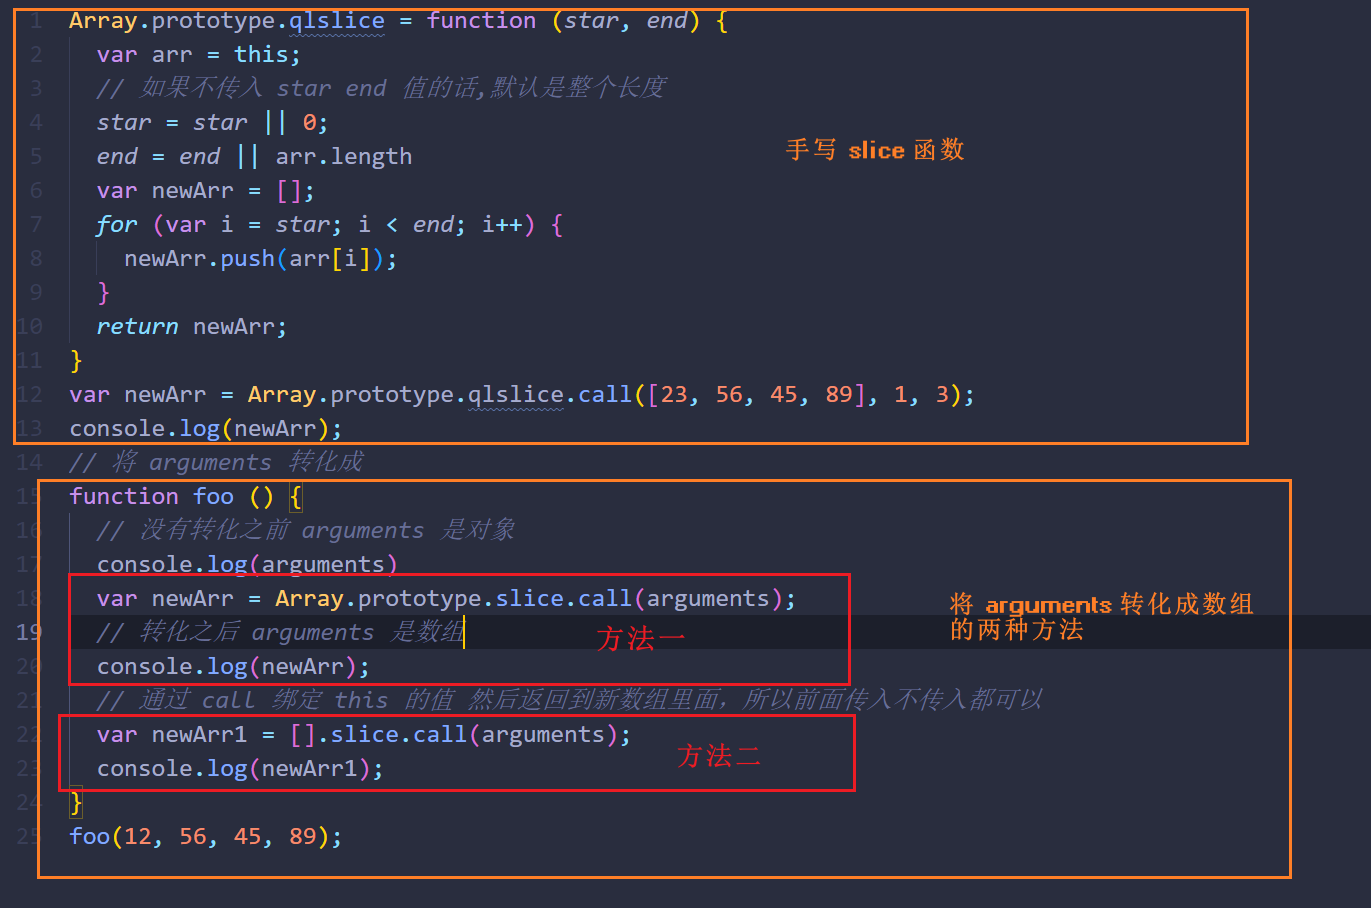 1 Array.prototype.qlslice = function (star, end) {
2 var arr = this;
3 // 如果不传入 star end 值的话,默认是整个长度
4 star = star || 0;
5 end = end || arr.length
手写 slice 函数
6 var newArr = [];
7 for (var i = star; i < end; i++) {
8 newArr.push(arr[i]);
9 }
10 return newArr;
11 }
12 var newArr = Array.prototype.qlslice.call([23, 56, 45, 89], 1, 3);
13 console.log(newArr);
14 // 将 arguments 转化成
15 function foo () {
16 // 没有转化之前 arguments 是对象
17 console.log(arguments)
18 var newArr = Array.prototype.slice.call(arguments);
将 arguments 转化成数组
的两种方法
19 // 转化之后 arguments 是数组
方法一
20 console.log(newArr);
21 // 通过 call 绑定 this 的值 然后返回到新数组里面，所以前面传入不传入都可以
22 var newArr1 = [].slice.call(arguments);
方法二
23 console.log(newArr1);
24 }
25 foo(12, 56, 45, 89);